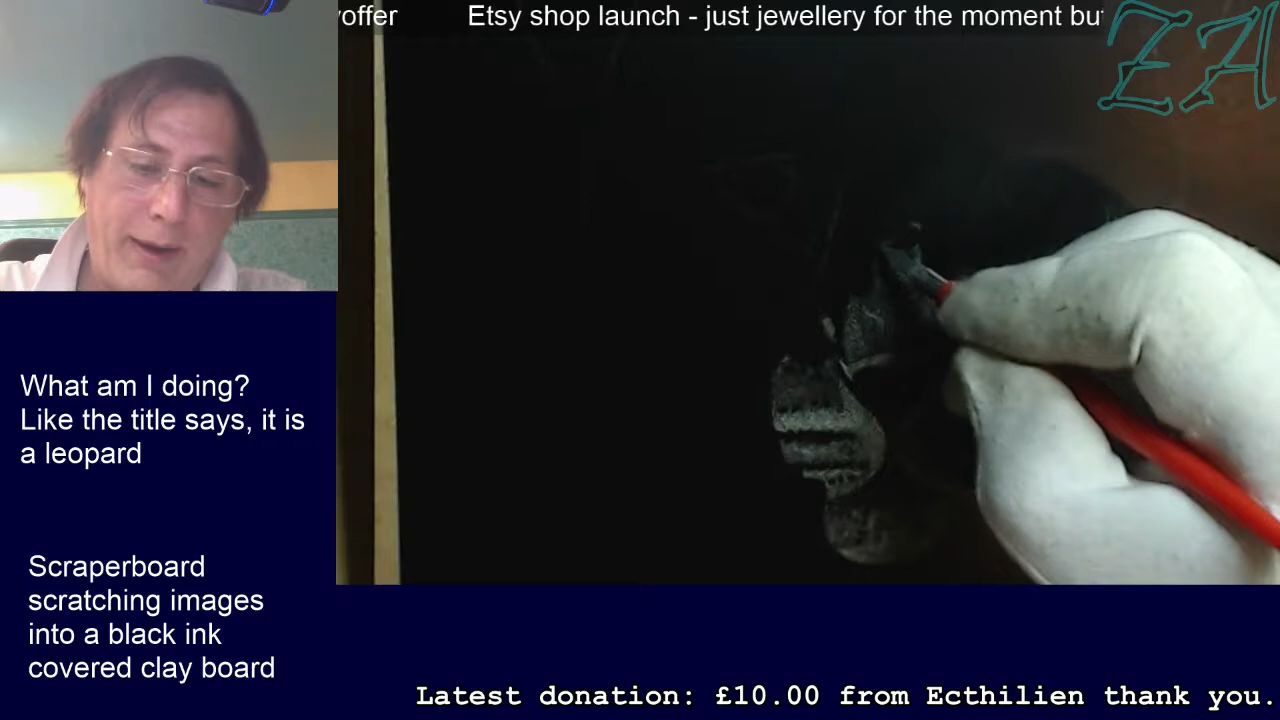 voffer Etsy shop launch - just jewellery for the moment bu
ZA
What am I doing?
Like the title says, it is
a leopard
Scraperboard
scratching images
into a black ink
covered clay board
Latest donation: £10.00 from Ecthilien thank you.